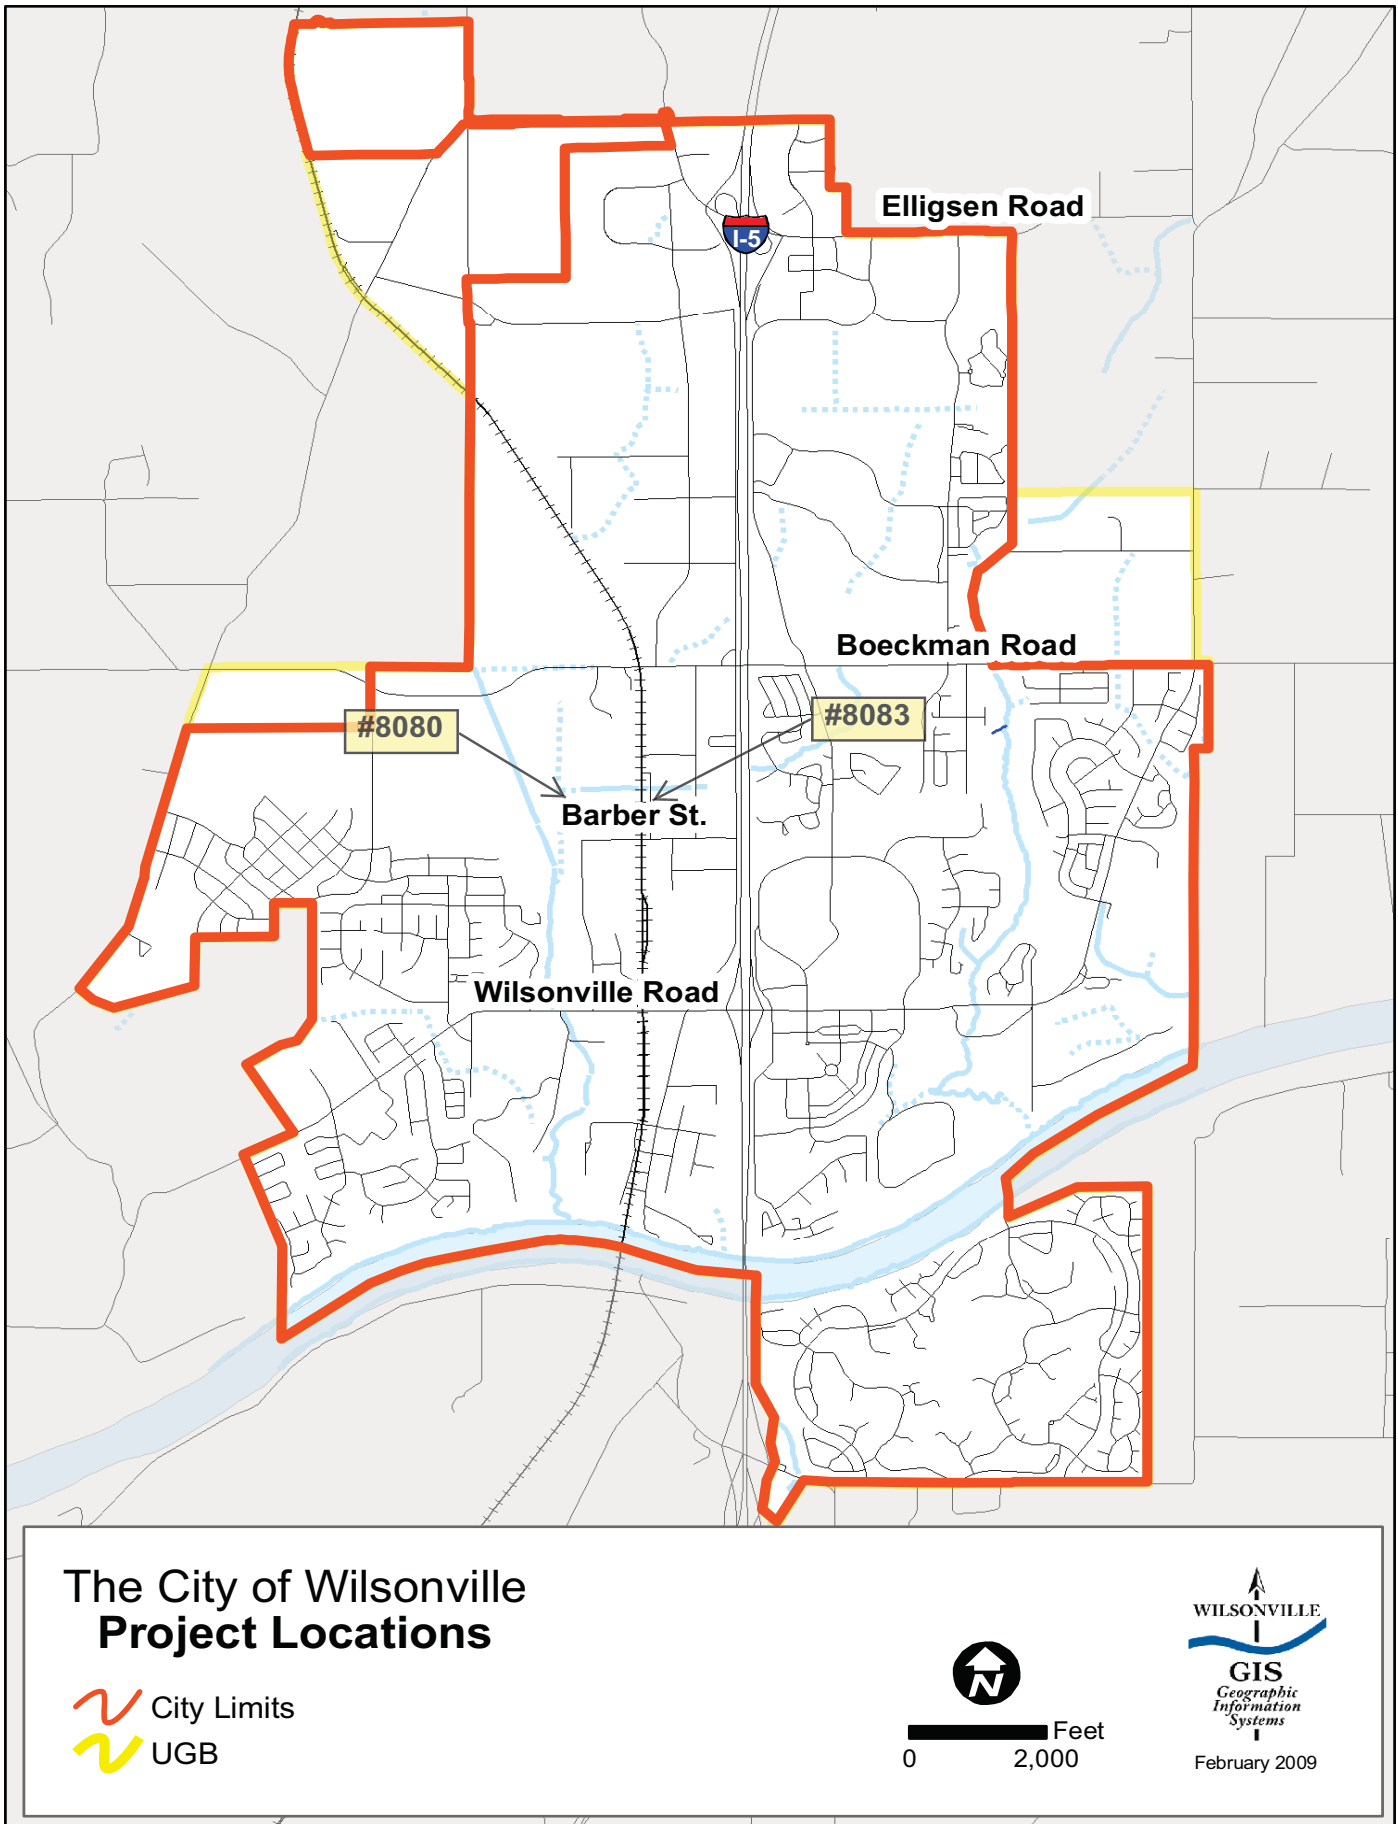 Elligsen Road
I-5
Boeckman Road
#8080
#8083
Barber St.
Wilsonville Road
The City of Wilsonville
Project Locations
City Limits
UGB
N
Feet
0 2,000
WILSONVILLE
GIS
Geographic
Information
Systems
February 2009